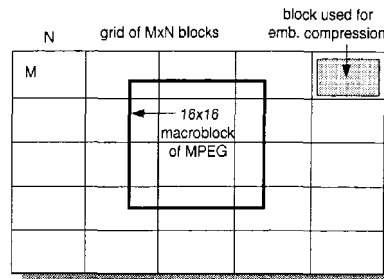 block used for
emb. compression
N
grid of MxN blocks
M
16x16
macroblock
of MPEG